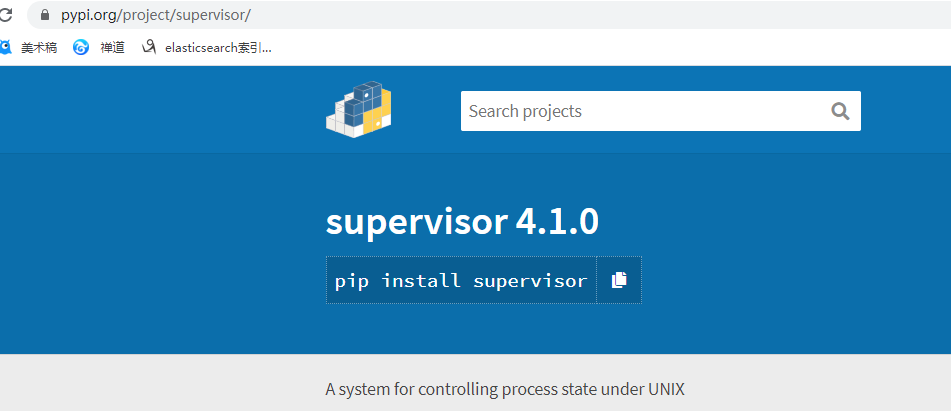 pypi.org/project/supervisor/
美术稿 禅道 elasticsearch索引...
Search projects
supervisor 4.1.0
pip install supervisor
A system for controlling process state under UNIX